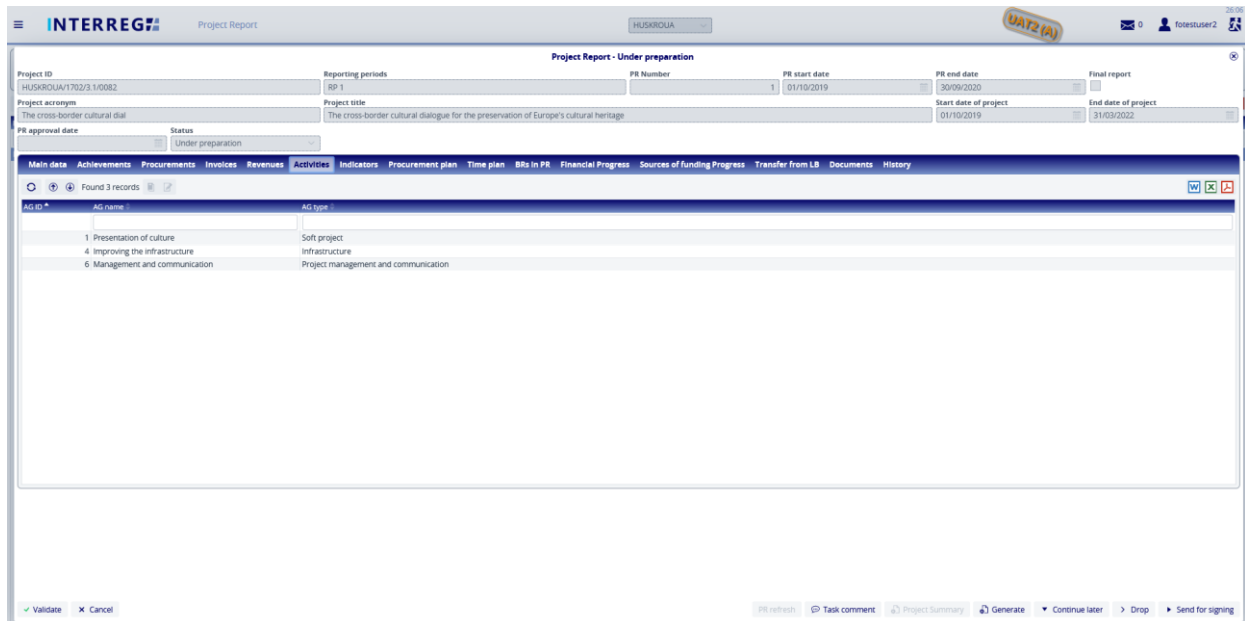 26:06
INTERREG Project Report HUSKROUA UAT2 (A) 0 fotestuser2
Project Report - Under preparation
Project ID Reporting periods PR Number PR start date PR end date Final report
HUSKROUA/1702/3.1/0082 RP 1 1 01/10/2019 30/09/2020
Project acronym Project title Start date of project End date of project
The cross-border cultural dial The cross-border cultural dialogue for the preservation of Europe's cultural heritage 01/10/2019 31/03/2022
PR approval date Status
Under preparation
Main data Achievements Procurements Invoices Revenues Activities Indicators Procurement plan Time plan BRs in PR Financial Progress Sources of funding Progress Transfer from LB Documents History
Found 3 records
AG ID AG name AG type
1 Presentation of culture Soft project
4 Improving the infrastructure Infrastructure
6 Management and communication Project management and communication
Validate Cancel PR refresh Task comment Project Summary Generate Continue later Drop Send for signing